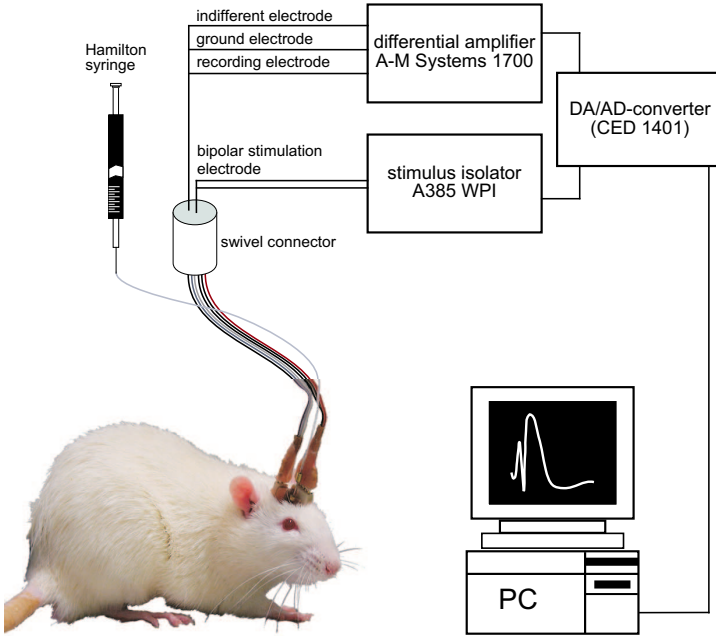 Hamilton
syringe
indifferent electrode
ground electrode
recording electrode
differential amplifier
A-M Systems 1700
DA/AD-converter
(CED 1401)
bipolar stimulation
electrode
stimulus isolator
A385 WPI
swivel connector
PC